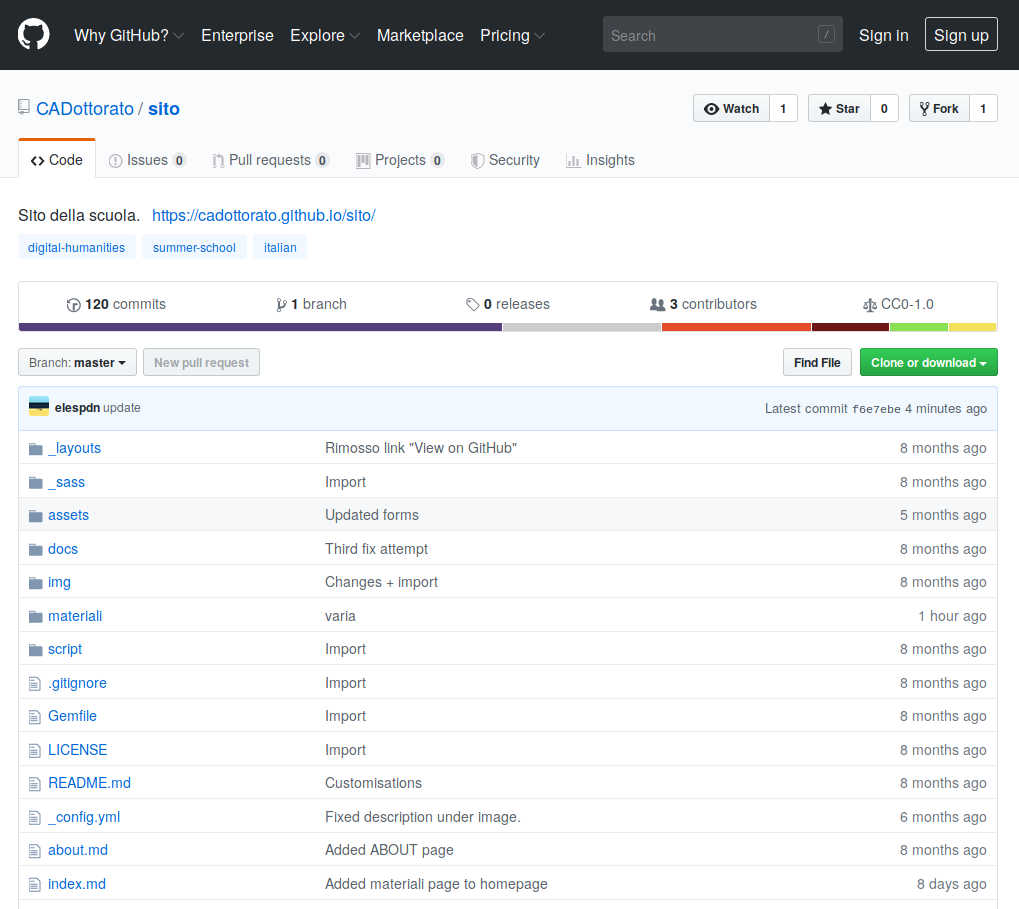 Why GitHub? Enterprise Explore Marketplace Pricing Search / Sign in Sign up
CADottorato / sito Watch 1 Star 0 Fork 1
Code Issues 0 Pull requests 0 Projects 0 Security Insights
Sito della scuola. https://cadottorato.github.io/sito/
digital-humanities summer-school italian
120 commits 1 branch 0 releases 3 contributors CC0-1.0
Branch: master New pull request Find File Clone or download
elespdn update Latest commit f6e7ebe 4 minutes ago
_layouts Rimosso link "View on GitHub" 8 months ago
_sass Import 8 months ago
assets Updated forms 5 months ago
docs Third fix attempt 8 months ago
img Changes + import 8 months ago
materiali varia 1 hour ago
script Import 8 months ago
.gitignore Import 8 months ago
Gemfile Import 8 months ago
LICENSE Import 8 months ago
README.md Customisations 8 months ago
_config.yml Fixed description under image. 6 months ago
about.md Added ABOUT page 8 months ago
index.md Added materiali page to homepage 8 days ago